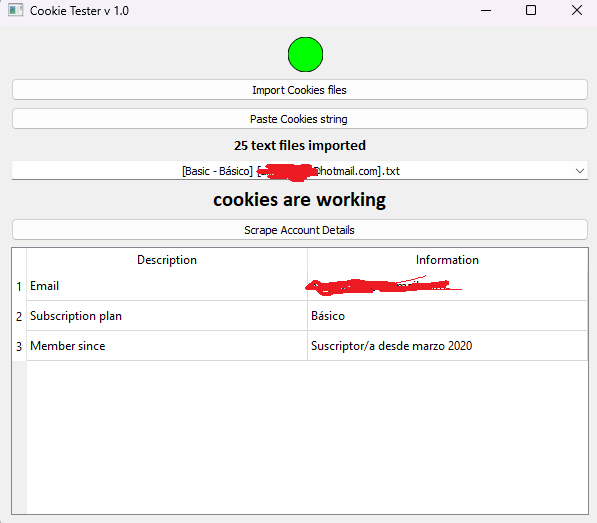 Cookie Tester v 1.0
Import Cookies files
Paste Cookies string
25 text files imported
[Basic - Básico] [@hotmail.com].txt
cookies are working
Scrape Account Details
Description Information
1 Email
2 Subscription plan Básico
3 Member since Suscriptor/a desde marzo 2020